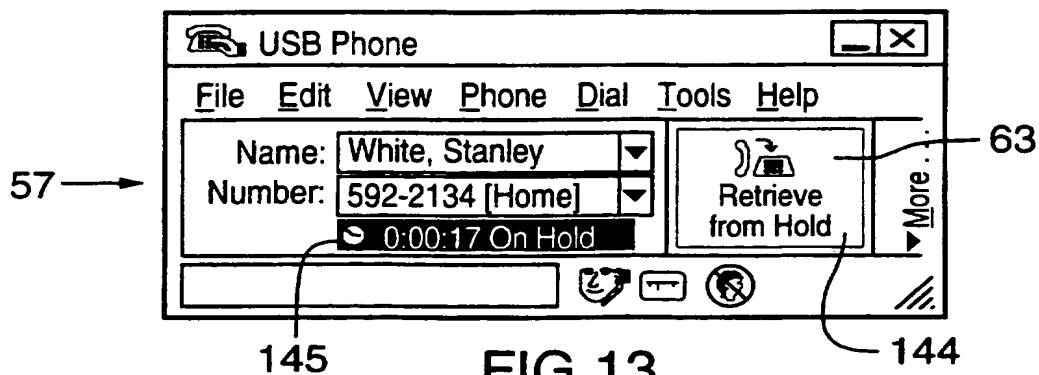 USB Phone
File Edit View Phone Dial Tools Help
Name: White, Stanley
Number: 592-2134 [Home]
0:00:17 On Hold
Retrieve
from Hold
More...
57
63
145
144
FIG 13